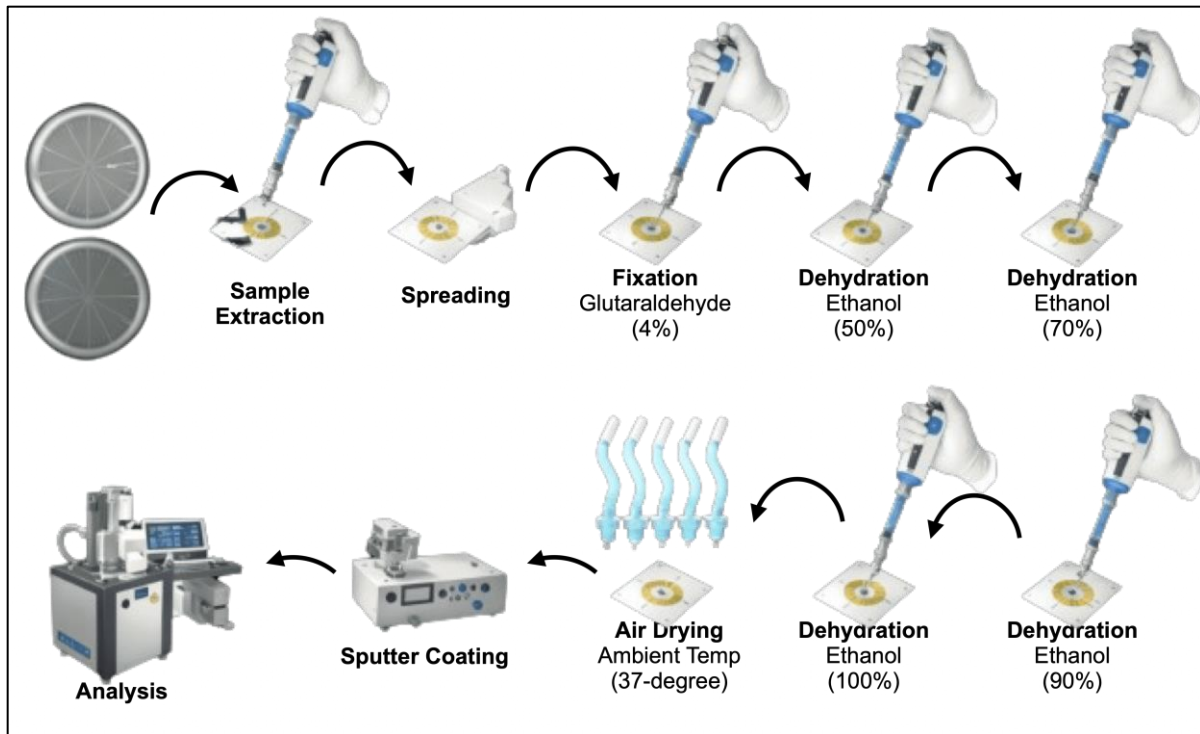 Sample
Extraction
Spreading
Fixation
Glutaraldehyde
(4%)
Dehydration
Ethanol
(50%)
Dehydration
Ethanol
(70%)
Dehydration
Ethanol
(90%)
Dehydration
Ethanol
(100%)
Air Drying
Ambient Temp
(37-degree)
Sputter Coating
Analysis